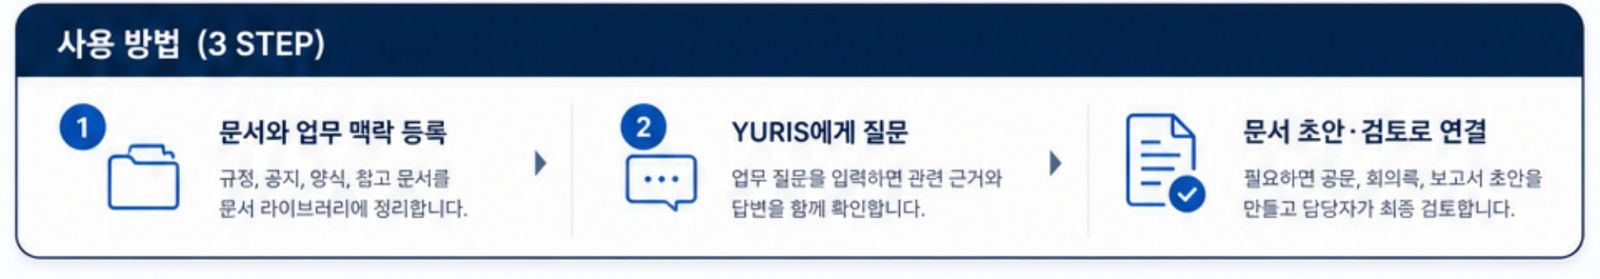 사용 방법 (3 STEP)
1
문서와 업무 맥락 등록
규정, 공지, 양식, 참고 문서를
문서 라이브러리에 정리합니다.
2
YURIS에게 질문
업무 질문을 입력하면 관련 근거와
답변을 함께 확인합니다.
문서 초안·검토로 연결
필요하면 공문, 회의록, 보고서 초안을
만들고 담당자가 최종 검토합니다.